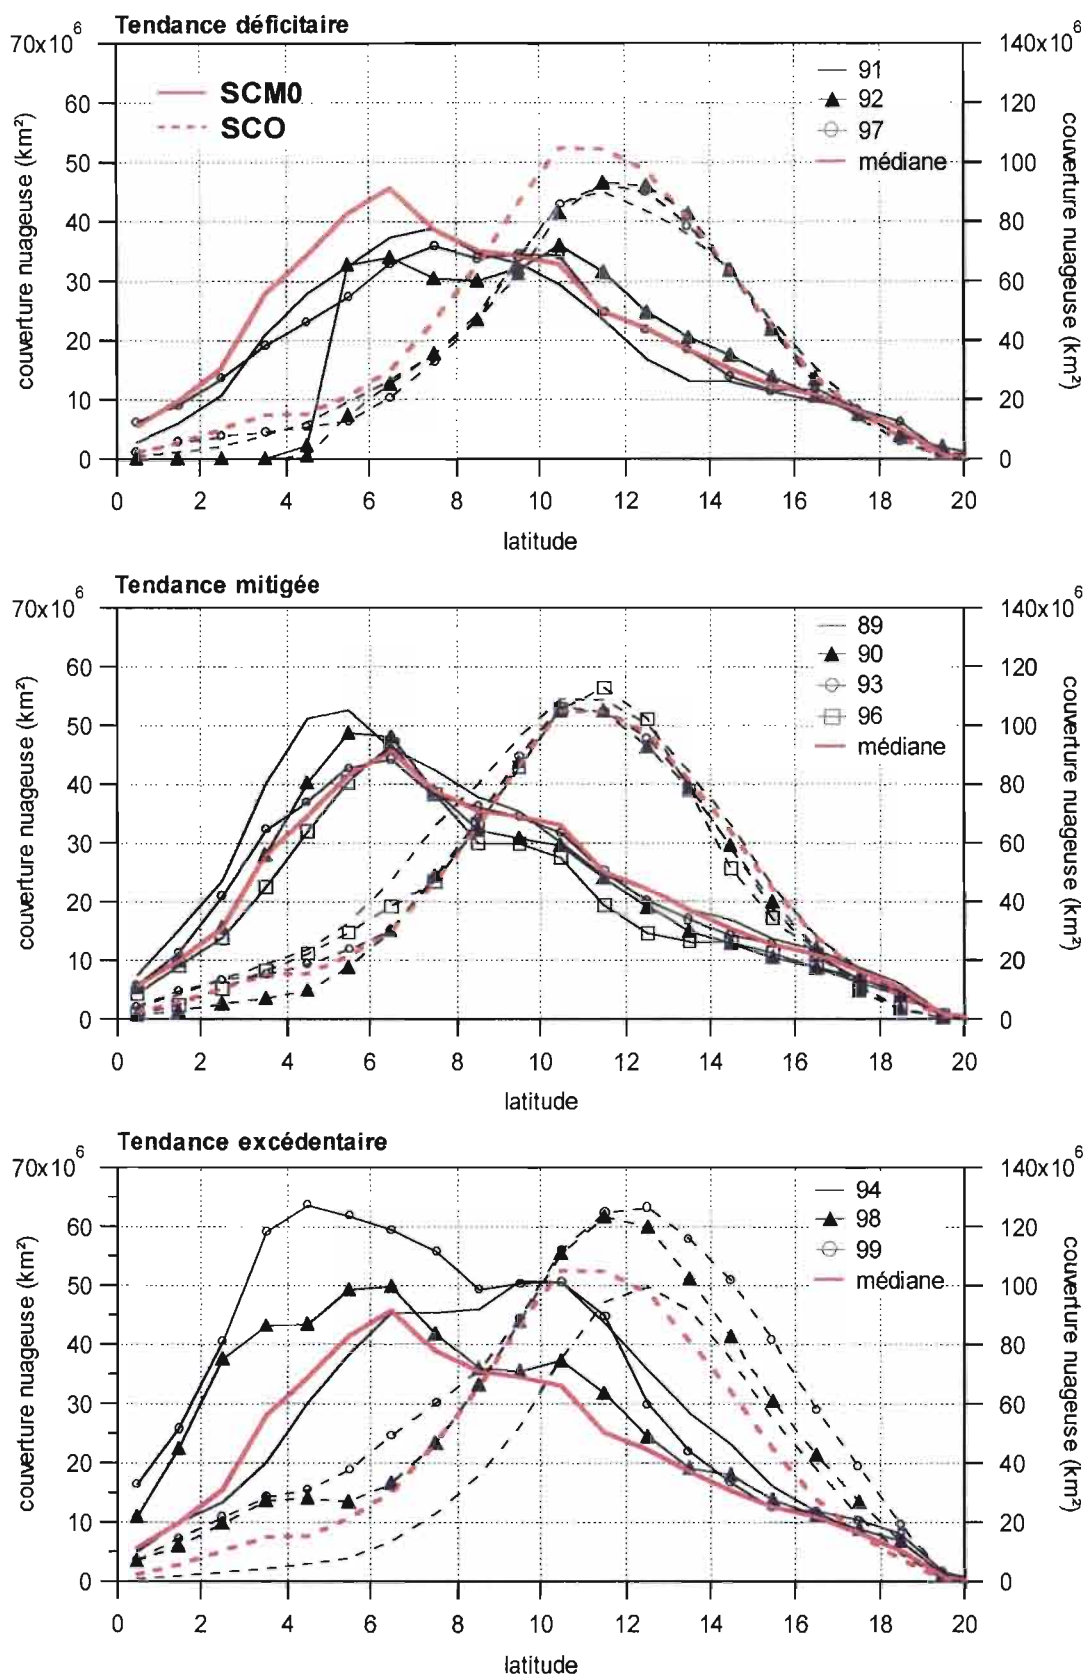 Tendance déficitaire
70x10⁶
60
50
40
30
20
10
0
couverture nuageuse (km²)
SCM0
SCO
91
92
97
médiane
140x10⁶
120
100
80
60
40
20
0
couverture nuageuse (km²)
0 2 4 6 8 10 12 14 16 18 20
latitude
Tendance mitigée
70x10⁶
60
50
40
30
20
10
0
couverture nuageuse (km²)
89
90
93
96
médiane
140x10⁶
120
100
80
60
40
20
0
couverture nuageuse (km²)
0 2 4 6 8 10 12 14 16 18 20
latitude
Tendance excédentaire
70x10⁶
60
50
40
30
20
10
0
couverture nuageuse (km²)
94
98
99
médiane
140x10⁶
120
100
80
60
40
20
0
couverture nuageuse (km²)
0 2 4 6 8 10 12 14 16 18 20
latitude